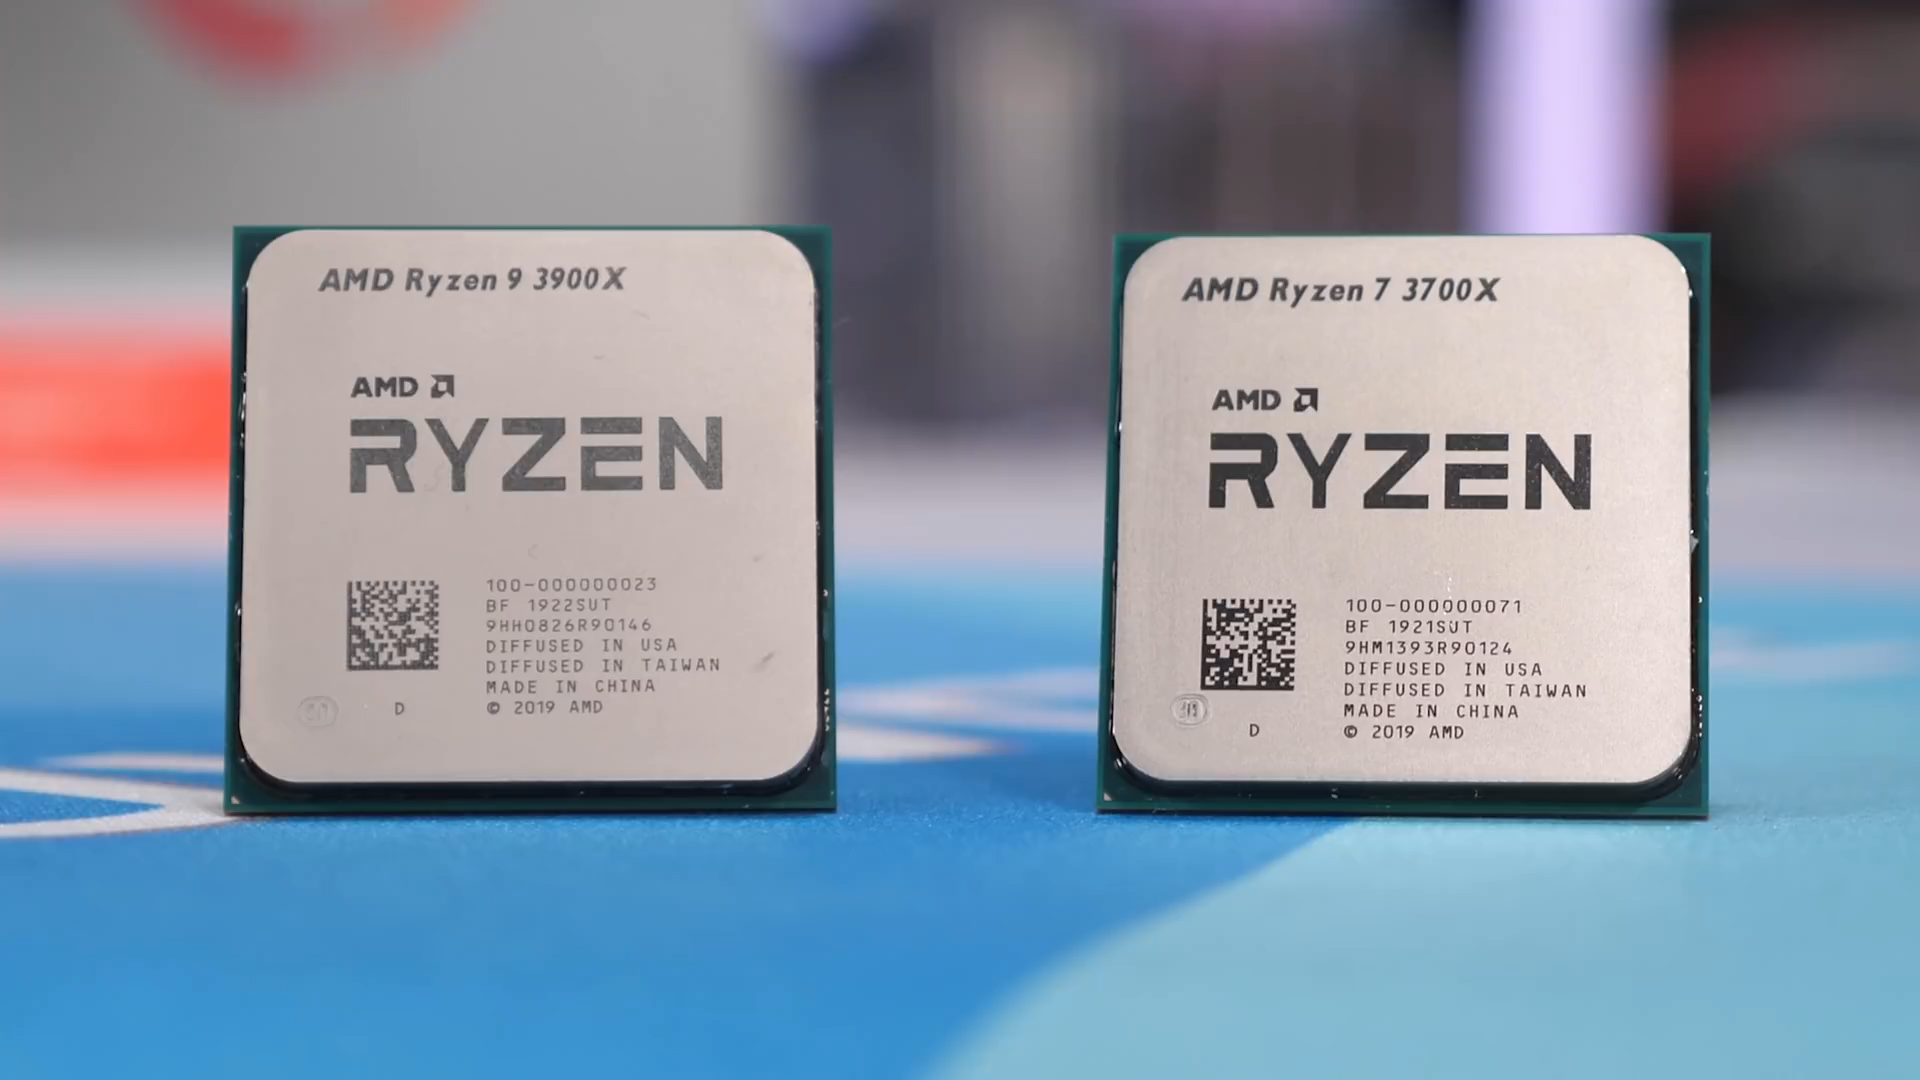 AMD Ryzen 9 3900X
AMD
RYZEN
100-000000023
BF 1922SUT
9HH0826R90146
DIFFUSED IN USA
DIFFUSED IN TAIWAN
MADE IN CHINA
© 2019 AMD
D
AMD Ryzen 7 3700X
AMD
RYZEN
100-000000071
BF 1921SUT
9HM1393R90124
DIFFUSED IN USA
DIFFUSED IN TAIWAN
MADE IN CHINA
© 2019 AMD
D